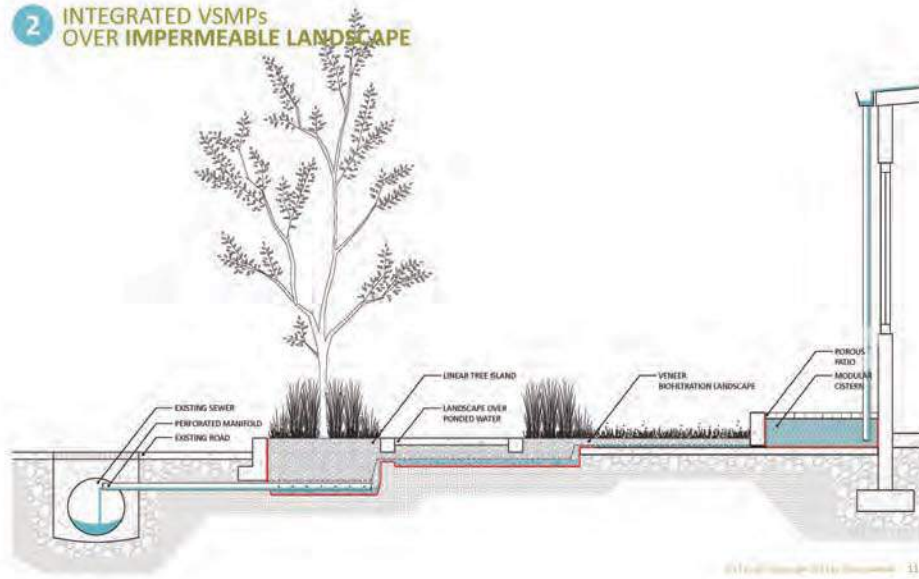 2
INTEGRATED VSMPs
OVER IMPERMEABLE LANDSCAPE
POROUS
PATIO
MODULAR
CISTERN
LINEAR TREE ISLAND
VENEER
BIOFILTRATION LANDSCAPE
EXISTING SEWER
LANDSCAPE OVER
PONDED WATER
PERFORATED MANIFOLD
EXISTING ROAD